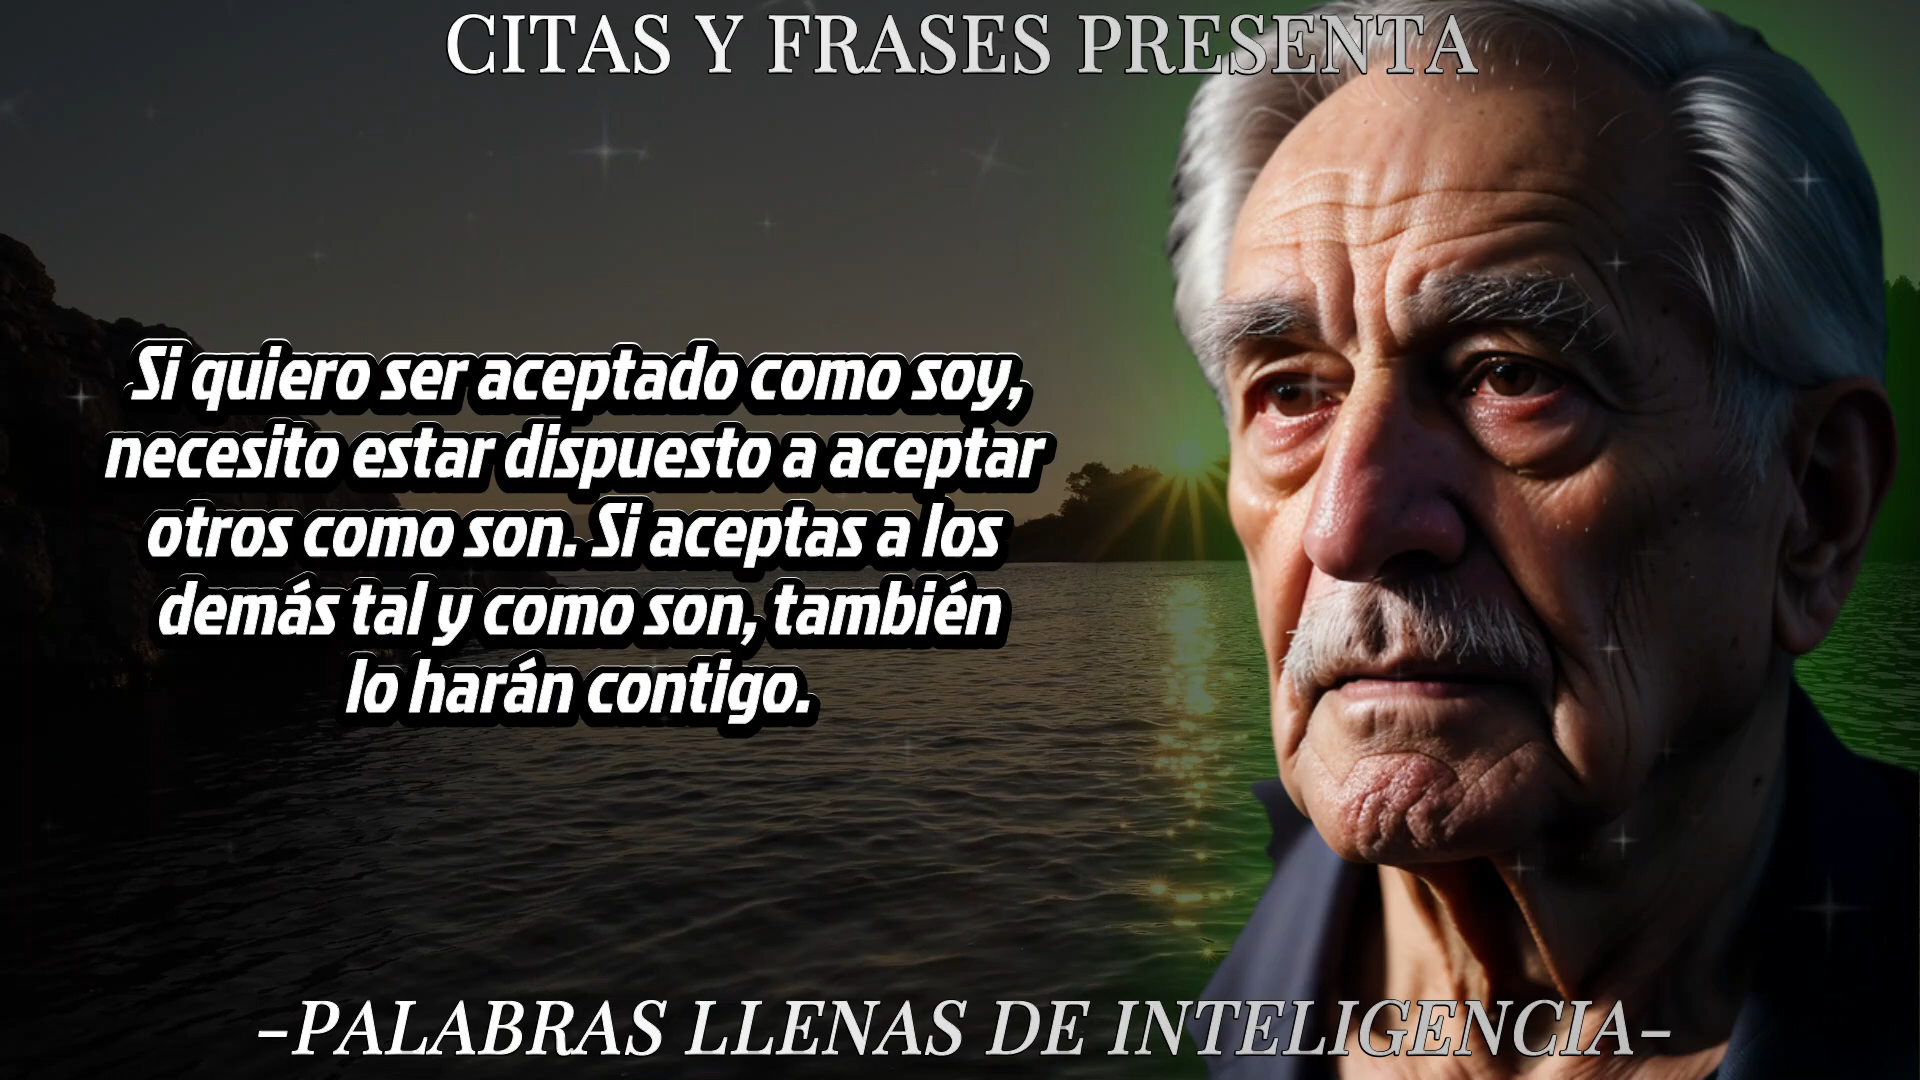 CITAS Y FRASES PRESENTA
Si quiero ser aceptado como soy,
necesito estar dispuesto a aceptar
otros como son. Si aceptas a los
demás tal y como son, también
lo harán contigo.
-PALABRAS LLENAS DE INTELIGENCIA-